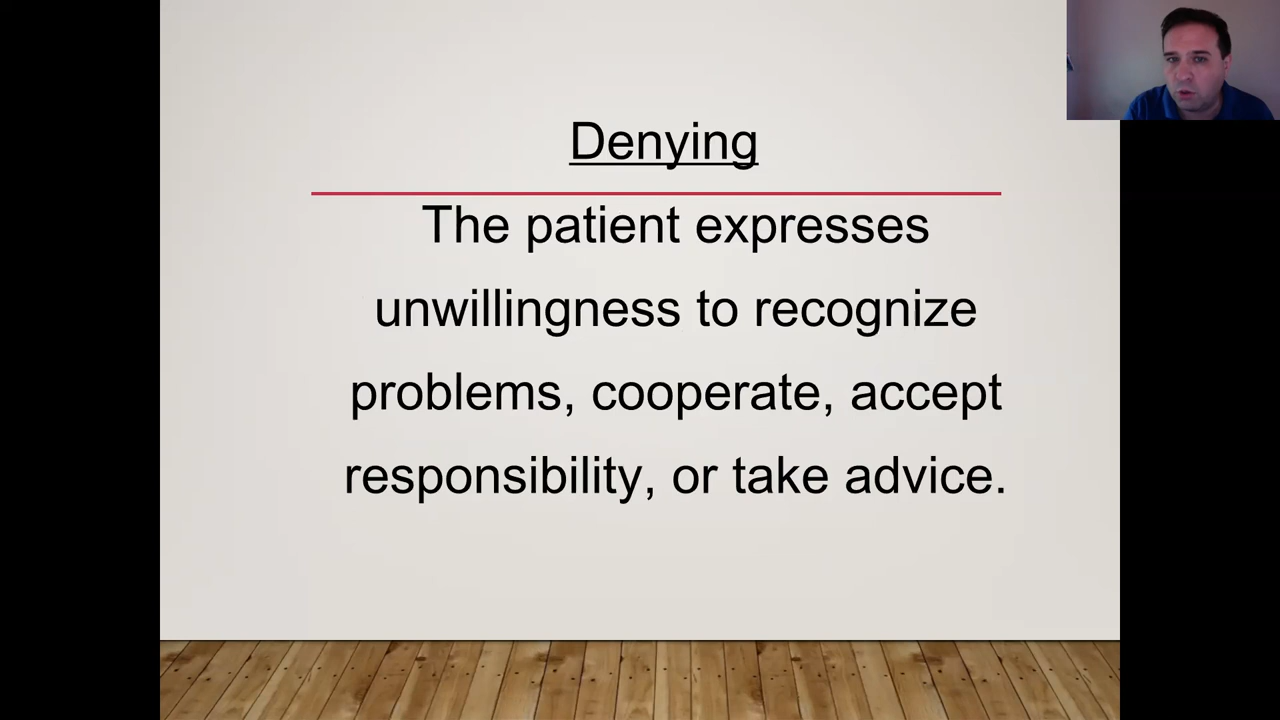 Denying
The patient expresses
unwillingness to recognize
problems, cooperate, accept
responsibility, or take advice.